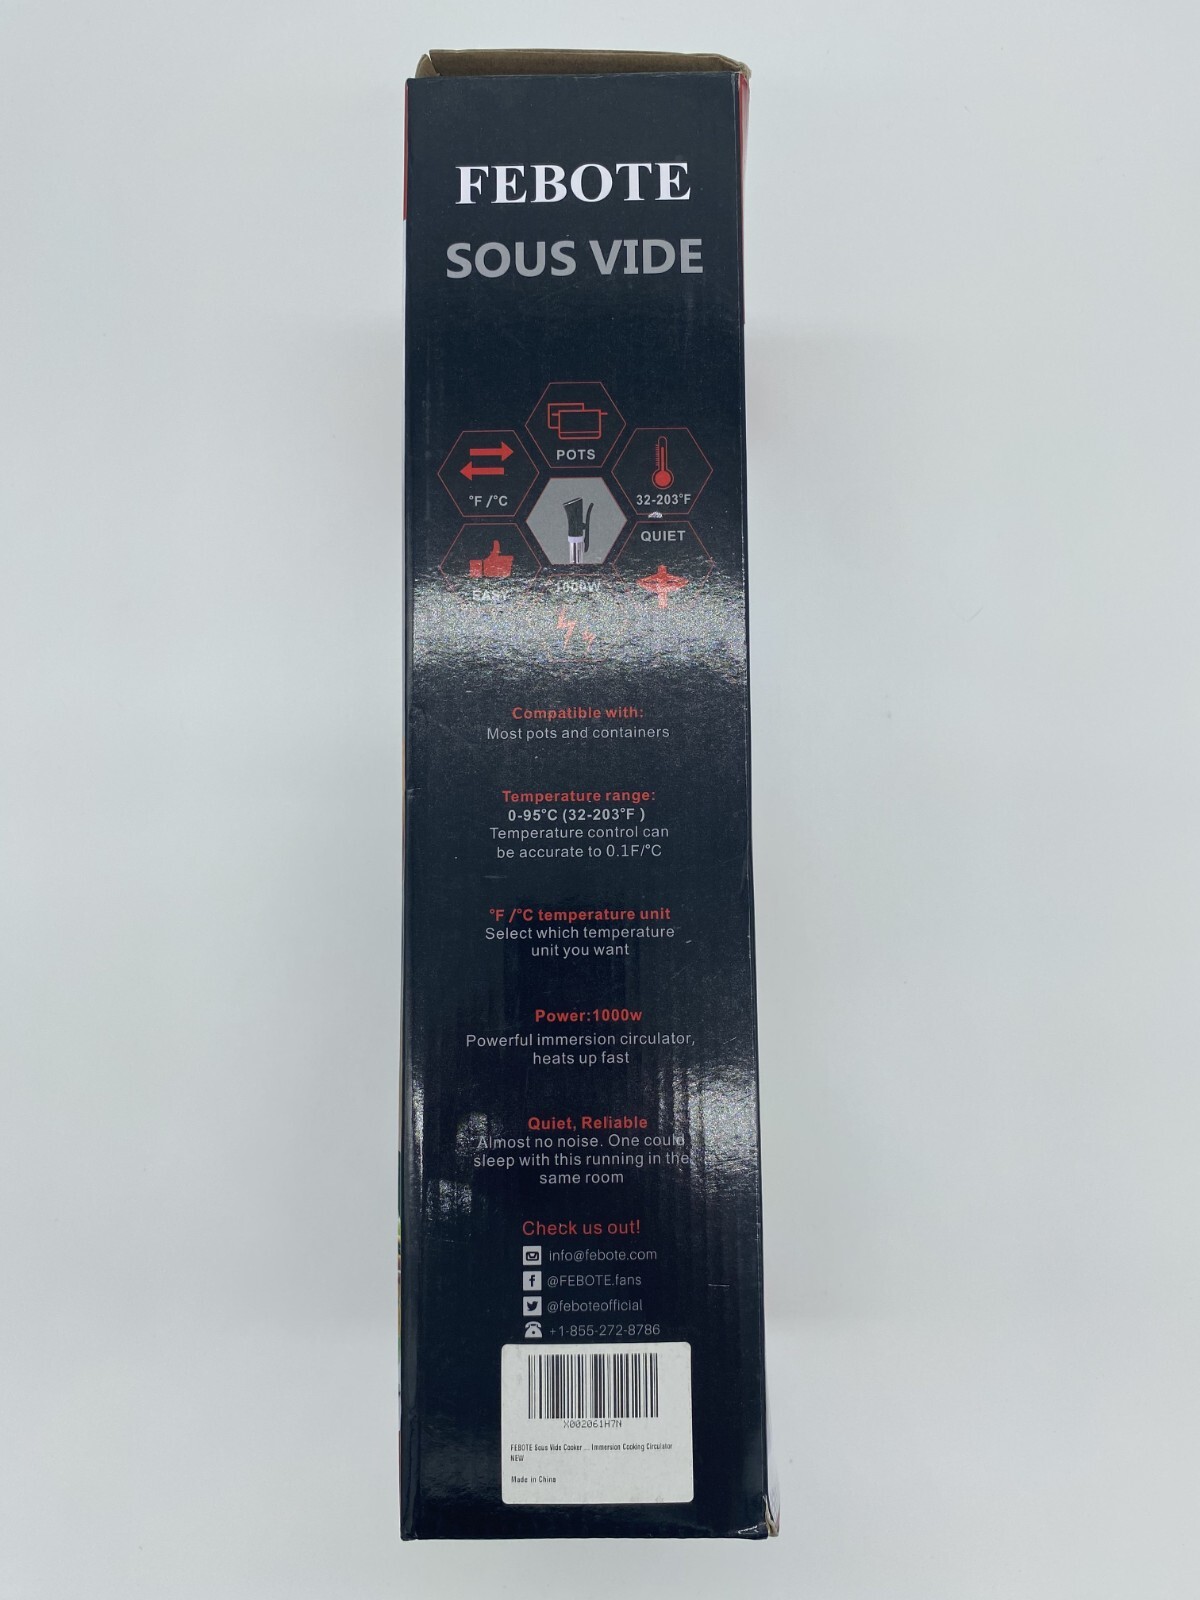 FEBOTE
SOUS VIDE
POTS
°F /°C
32-203°F
QUIET
EASY
1000W
Compatible with:
Most pots and containers
Temperature range:
0-95°C (32-203°F )
Temperature control can
be accurate to 0.1F/°C
°F /°C temperature unit
Select which temperature
unit you want
Power:1000w
Powerful immersion circulator,
heats up fast
Quiet, Reliable
Almost no noise. One could
sleep with this running in the
same room
Check us out!
info@febote.com
@FEBOTE.fans
@feboteofficial
+1-855-272-8786
X002061H7N
FEBOTE Sous Vide Cooker ... Immersion Cooking Circulator
NEW
Made in China